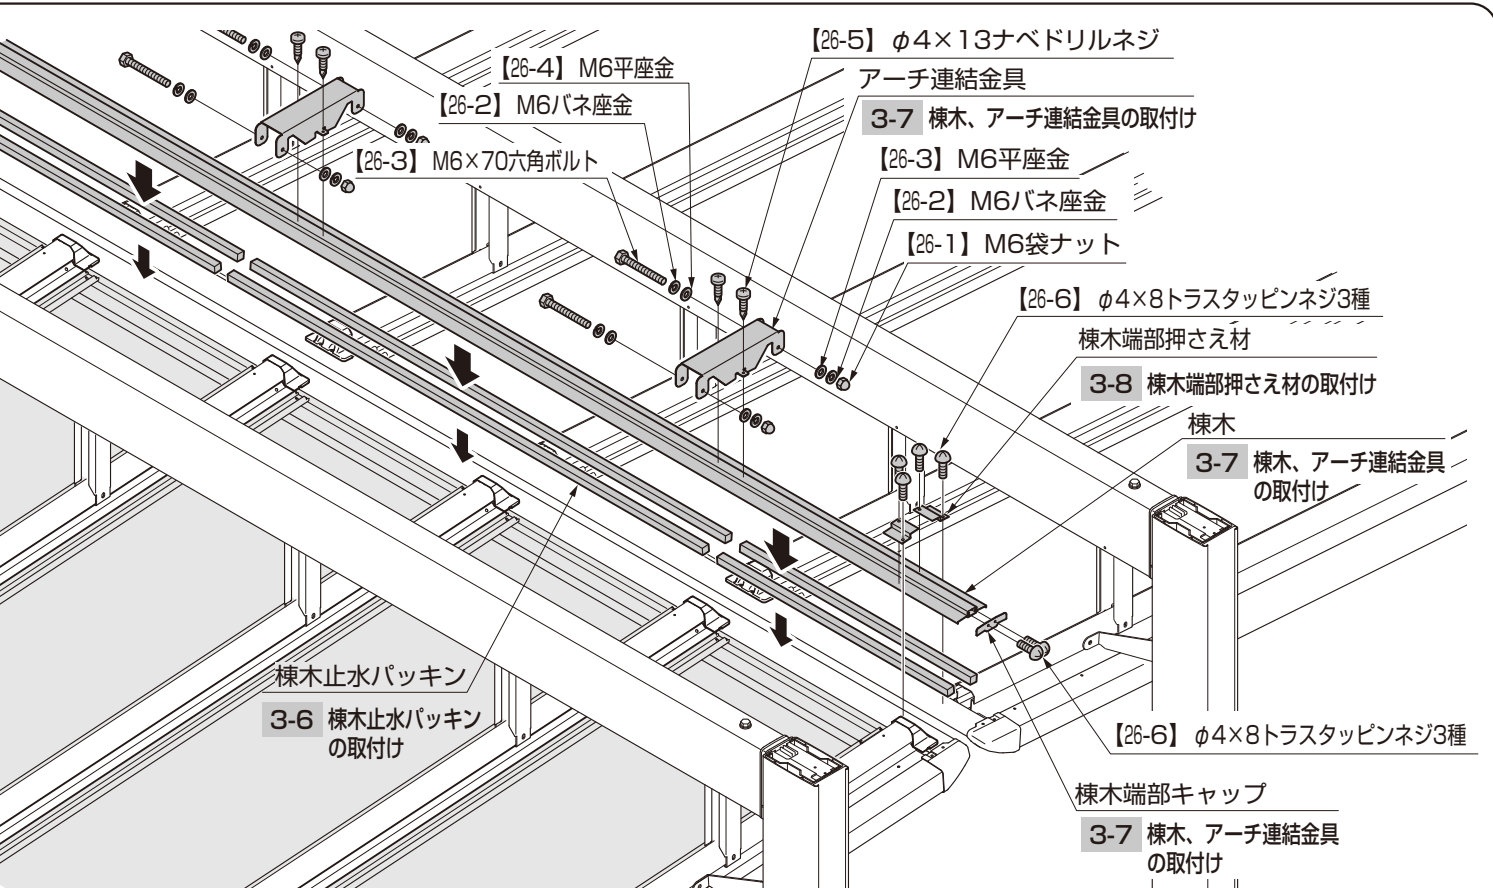 【26-5】φ4×13ナベドリルネジ
【26-4】M6平座金
アーチ連結金具
【26-2】M6バネ座金
3-7 棟木、アーチ連結金具の取付け
【26-3】M6×70六角ボルト
【26-3】M6平座金
【26-2】M6バネ座金
【26-1】M6袋ナット
【26-6】φ4×8トラスタッピンネジ3種
棟木端部押さえ材
3-8 棟木端部押さえ材の取付け
棟木
3-7 棟木、アーチ連結金具
の取付け
棟木止水パッキン
3-6 棟木止水パッキン
の取付け
【26-6】φ4×8トラスタッピンネジ3種
棟木端部キャップ
3-7 棟木、アーチ連結金具
の取付け